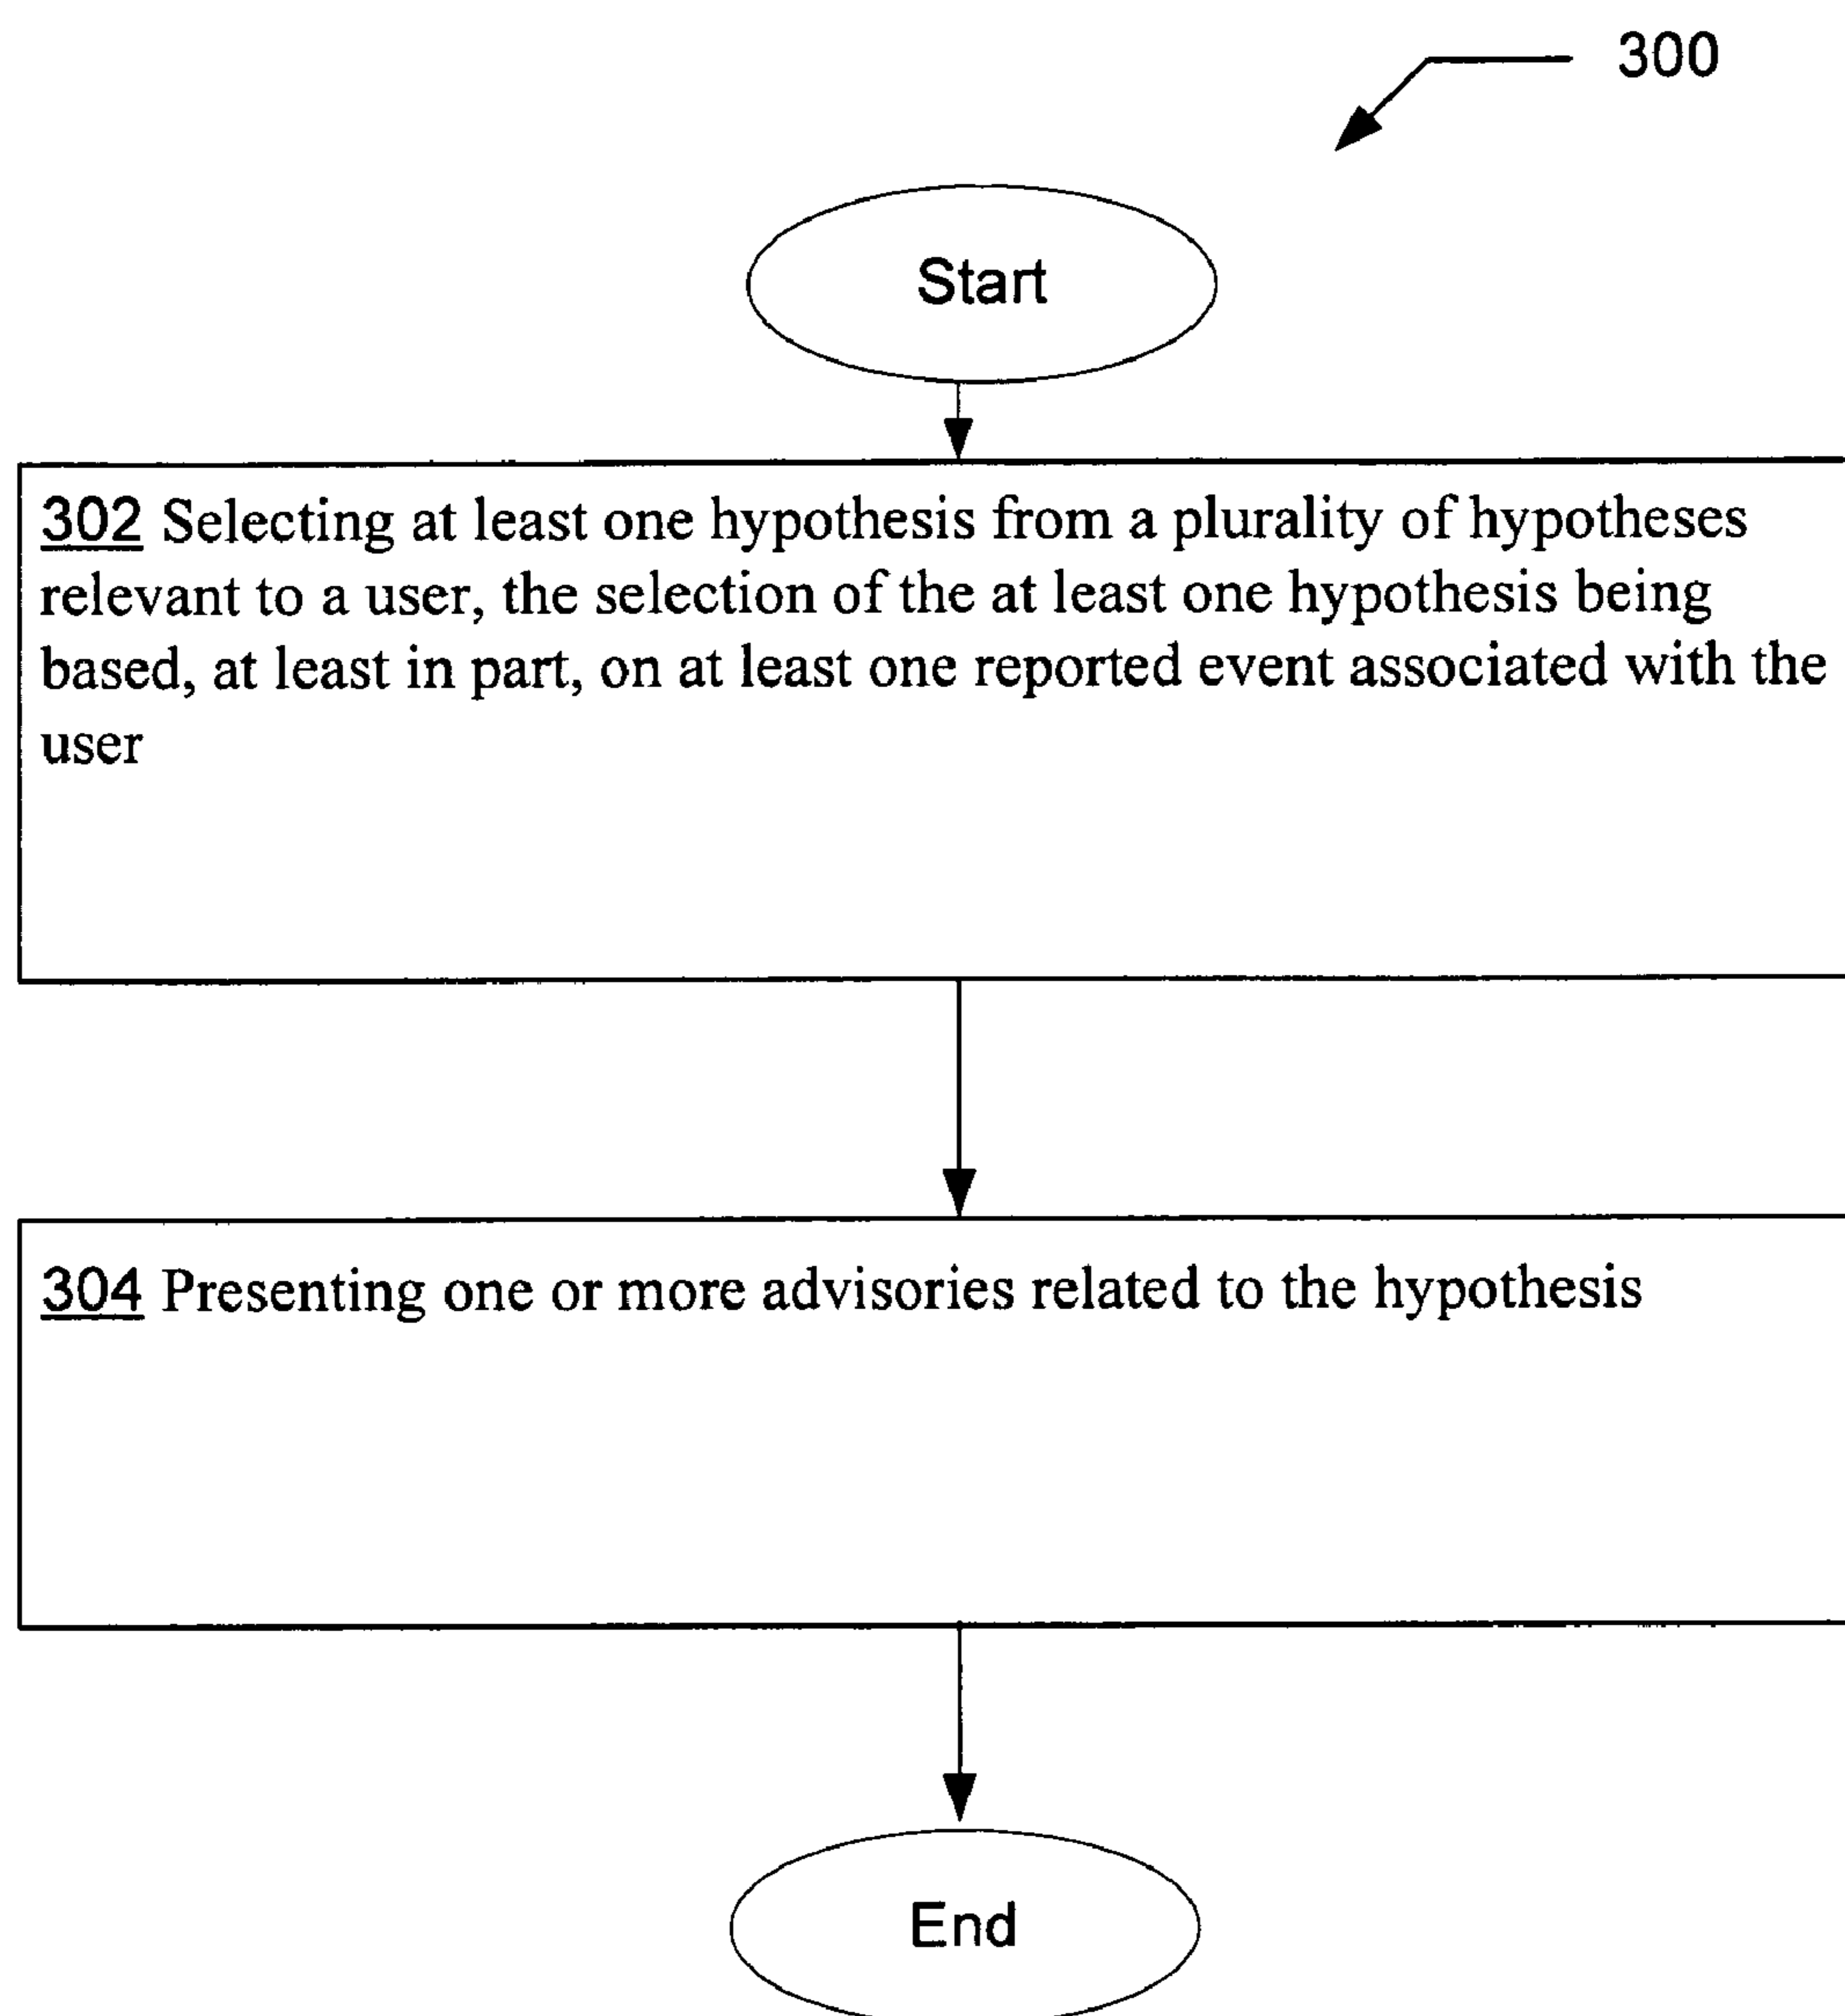 300
Start
302 Selecting at least one hypothesis from a plurality of hypotheses
relevant to a user, the selection of the at least one hypothesis being
based, at least in part, on at least one reported event associated with the
user
304 Presenting one or more advisories related to the hypothesis
End